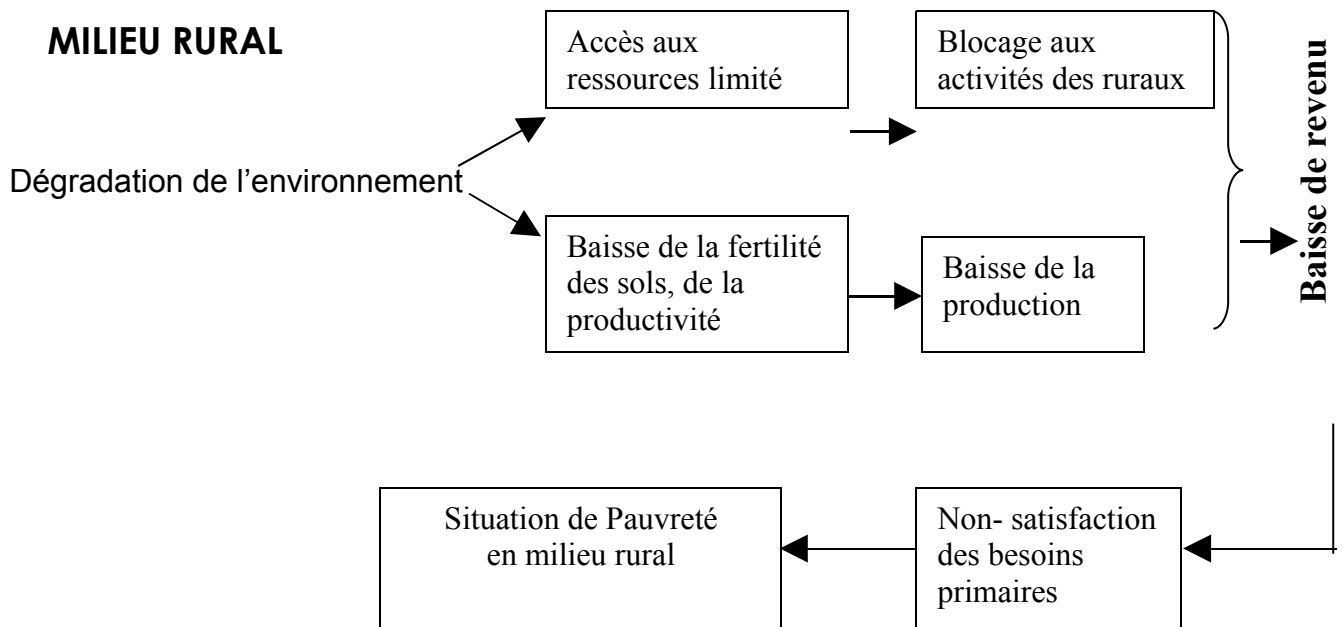 MILIEU RURAL
Accès aux
ressources limité
Blocage aux
activités des ruraux
Dégradation de l’environnement
Baisse de la fertilité
des sols, de la
productivité
Baisse de la
production
Baisse de revenu
Situation de Pauvreté
en milieu rural
Non- satisfaction
des besoins
primaires